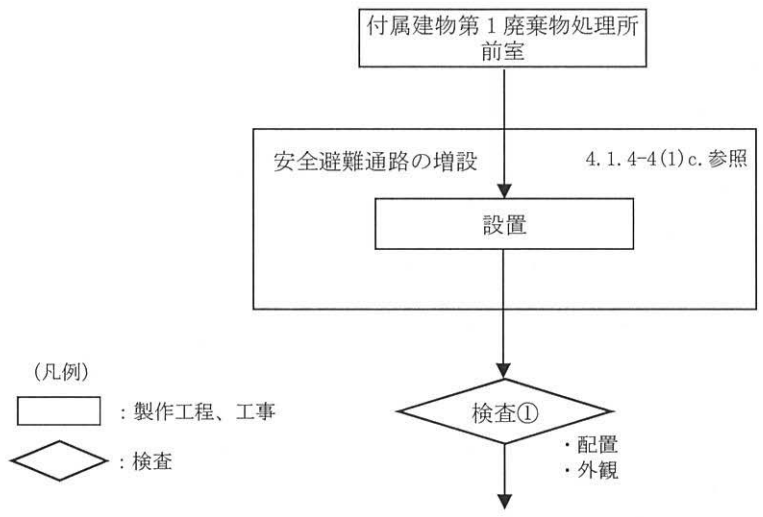 付属建物第1廃棄物処理所
前室
安全避難通路の増設
4.1.4-4(1)c.参照
設置
検査①
・配置
・外観
(凡例)
：製作工程、工事
：検査